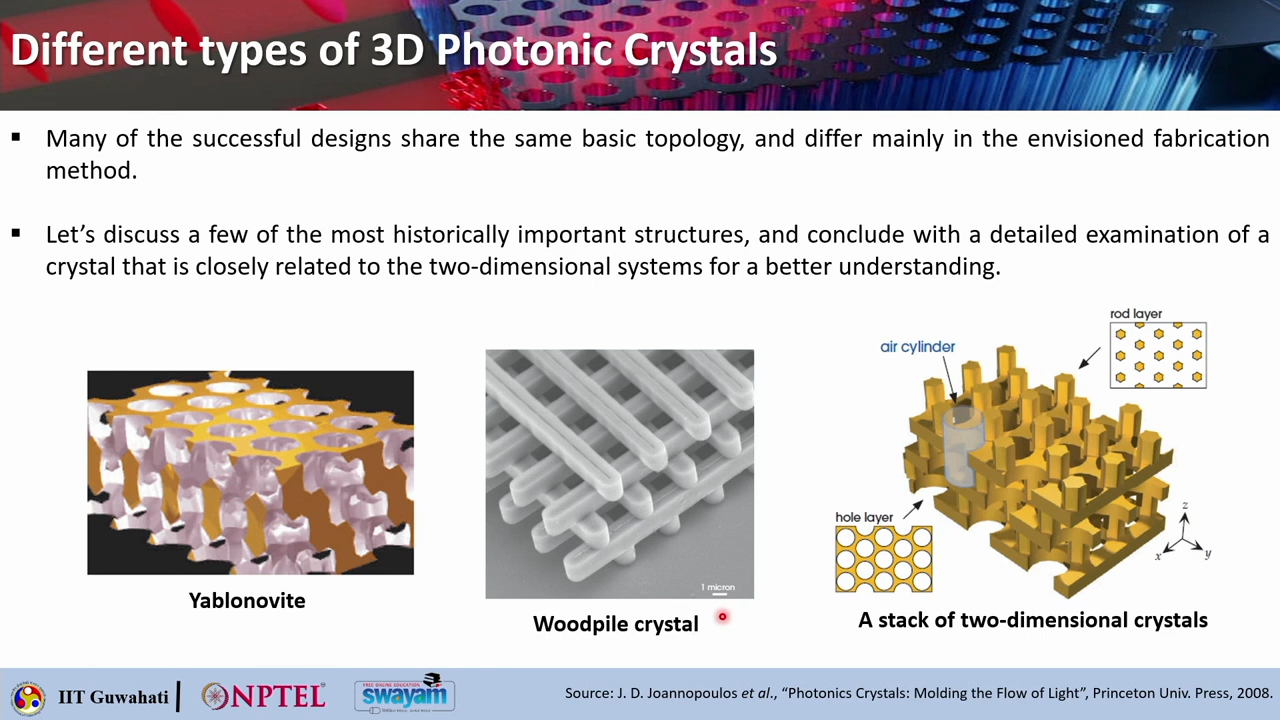 Different types of 3D Photonic Crystals
▪ Many of the successful designs share the same basic topology, and differ mainly in the envisioned fabrication
method.
▪ Let’s discuss a few of the most historically important structures, and conclude with a detailed examination of a
crystal that is closely related to the two-dimensional systems for a better understanding.
rod layer
air cylinder
hole layer
z
x
y
1 micron
Yablonovite
Woodpile crystal
A stack of two-dimensional crystals
IIT Guwahati
NPTEL
FREE ONLINE EDUCATION
swayam
Source: J. D. Joannopoulos et al., “Photonics Crystals: Molding the Flow of Light”, Princeton Univ. Press, 2008.